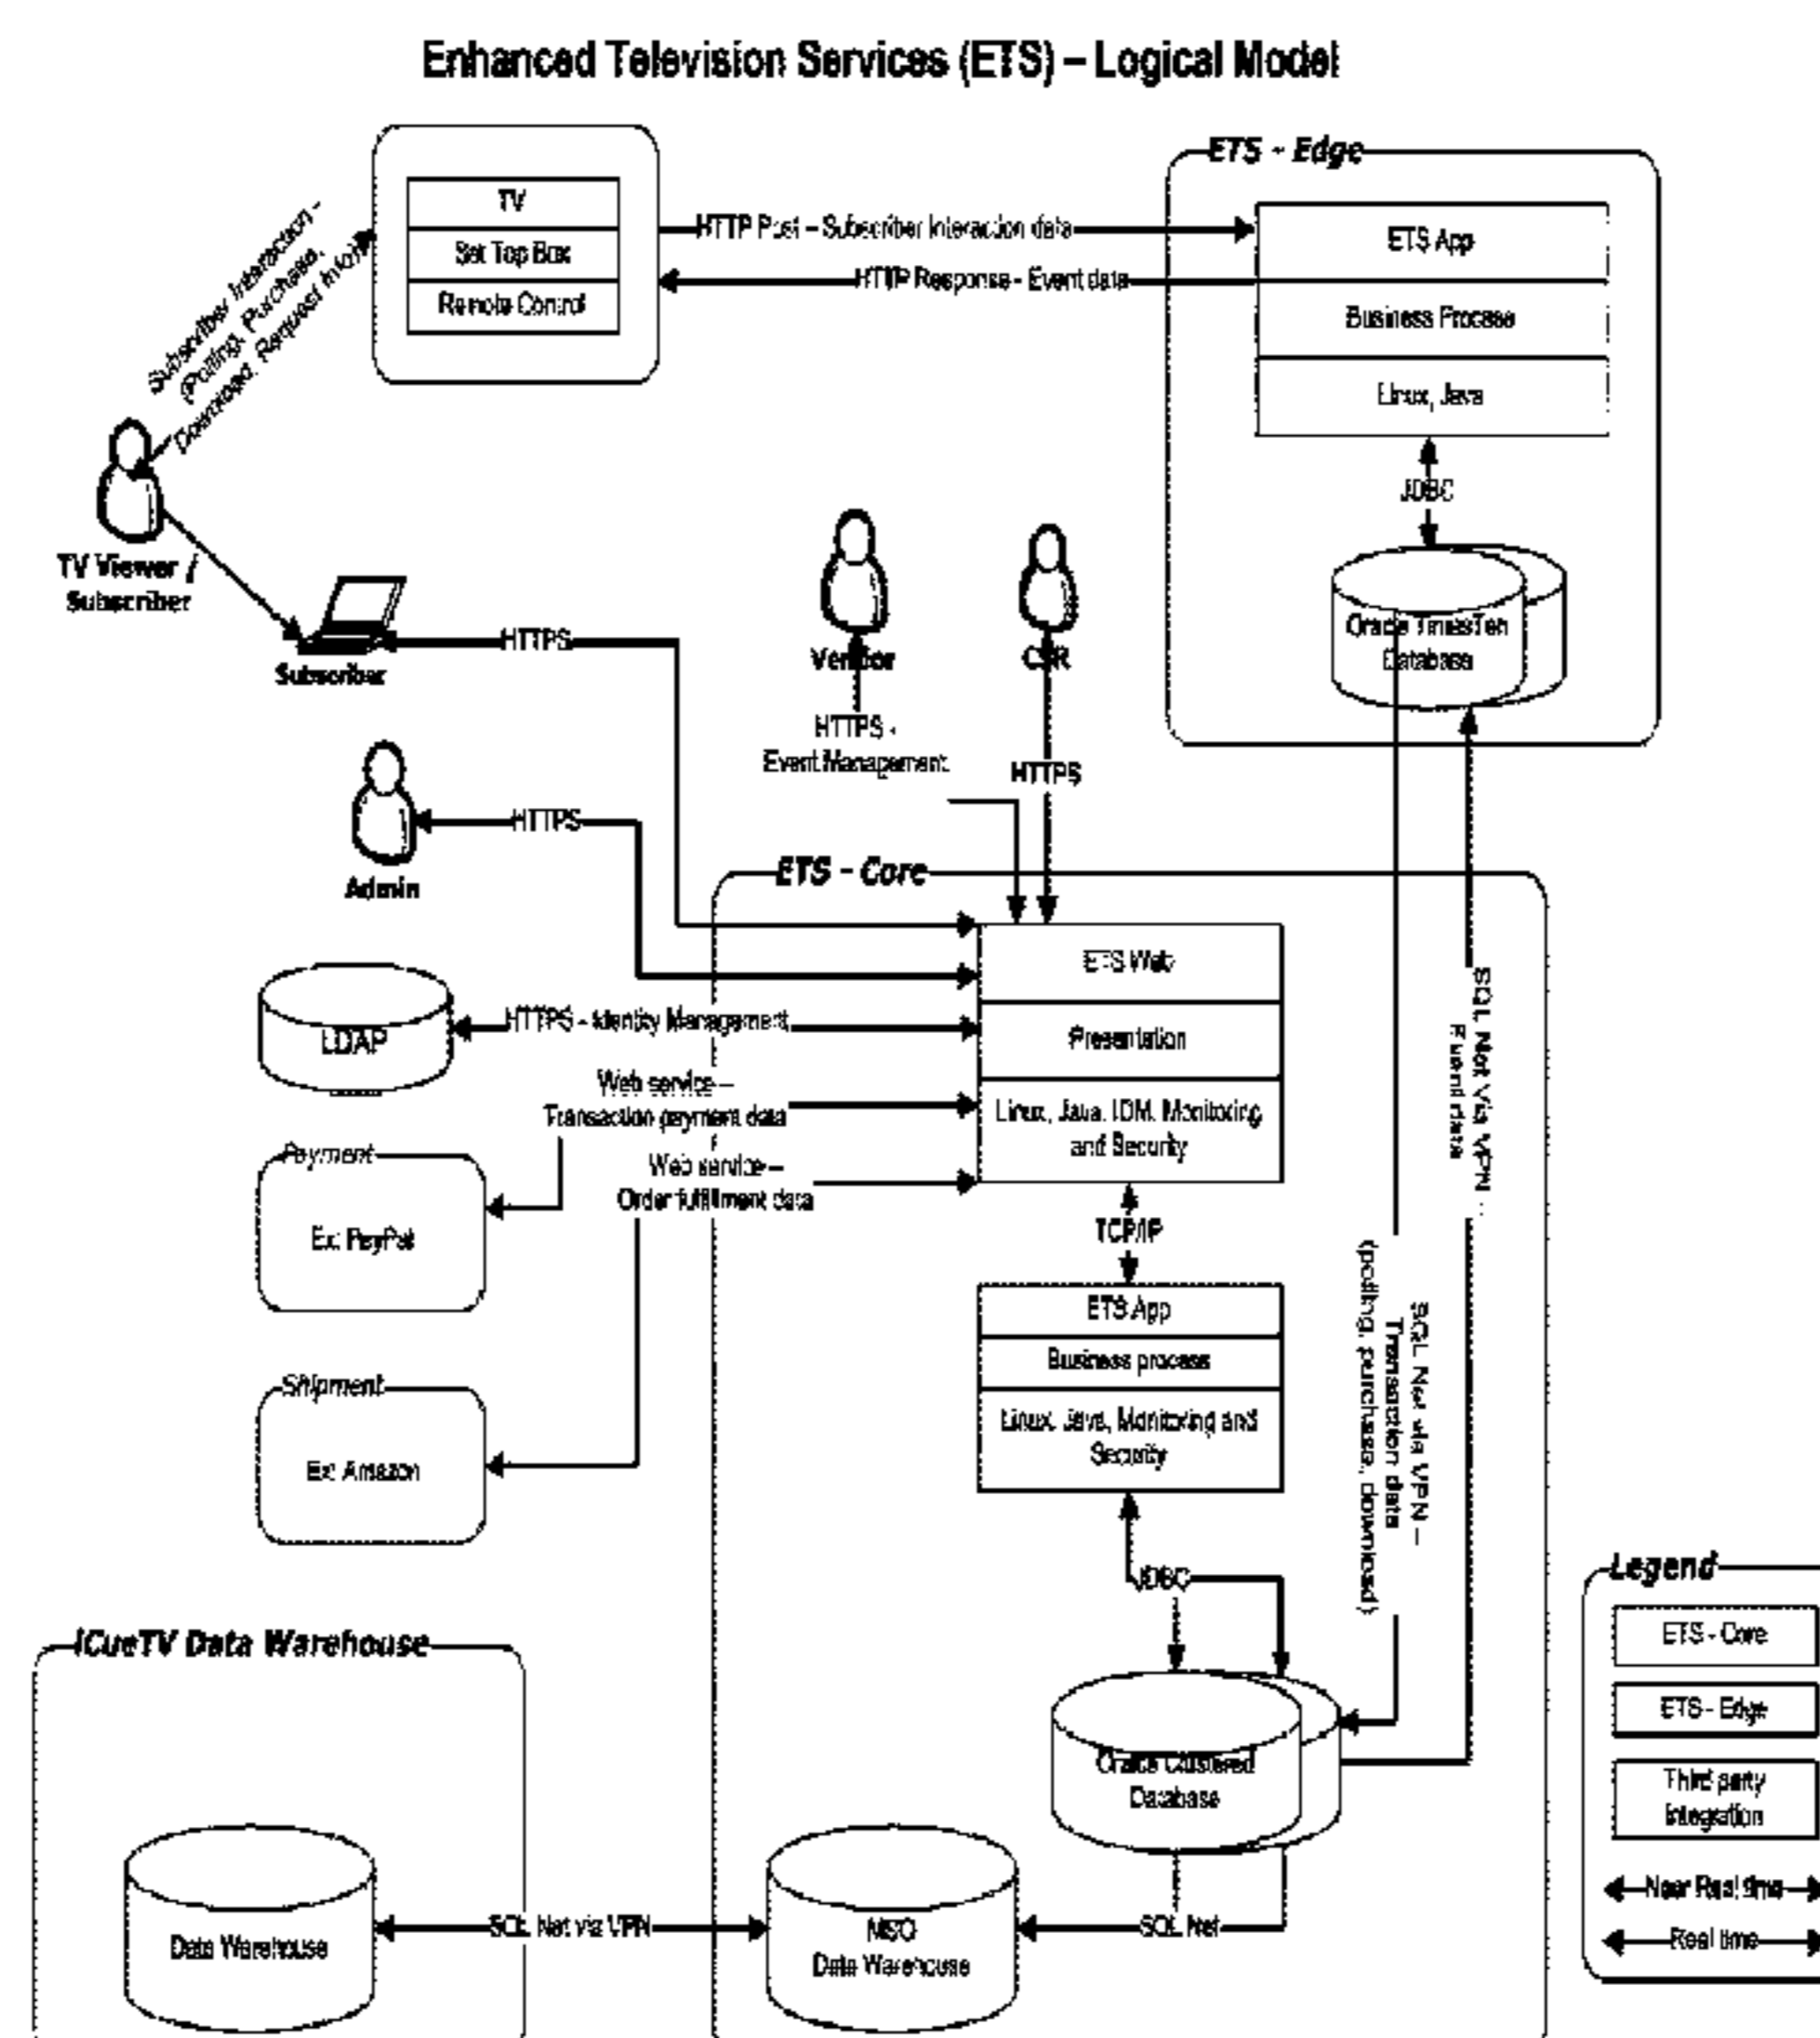 Enhanced Television Services (ETS) – Logical Model
ETS - Edge
TV
Set Top Box
Remote Control
HTTP Post – Subscriber Interaction data
HTTP Response - Event data
ETS App
Business Process
Linux, Java
JDBC
Oracle TimesTen
Database
Subscriber Interaction -
(Polling, Purchase,
Download, Request Info)
TV Viewer /
Subscriber
Subscriber
HTTPS
Vendor
CSR
HTTPS -
Event Management
HTTPS
Admin
HTTPS
ETS - Core
ETS Web
Presentation
Linux, Java, IDM, Monitoring
and Security
LDAP
HTTPS - Identity Management
Web service –
Transaction payment data
Web service –
Order fulfillment data
Payment
Ex: PayPal
Shipment
Ex: Amazon
TCP/IP
ETS App
Business process
Linux, Java, Monitoring and
Security
JDBC
SQL Net Via VPN –
Event data
SQL Net via VPN –
Transaction data
(polling, purchase, download)
Oracle Clustered
Database
SQL Net
MSO
Data Warehouse
SQL Net via VPN
iCueTV Data Warehouse
Data Warehouse
Legend
ETS - Core
ETS - Edge
Third party
Integration
Near Real time
Real time